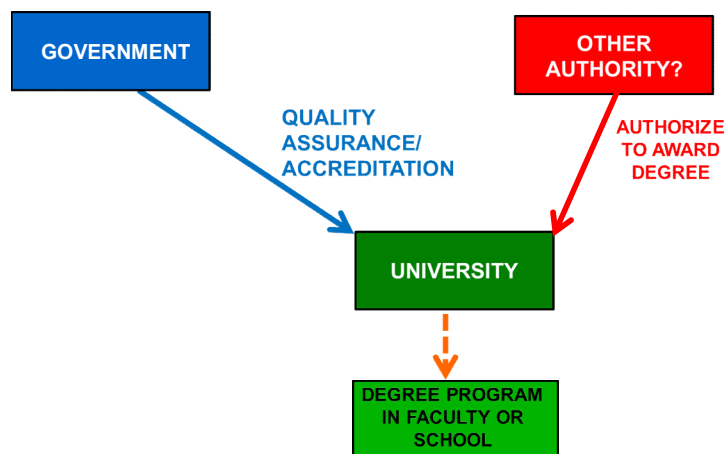 GOVERNMENT
OTHER
AUTHORITY?
QUALITY
ASSURANCE/
ACCREDITATION
AUTHORIZE
TO AWARD
DEGREE
UNIVERSITY
DEGREE PROGRAM
IN FACULTY OR
SCHOOL